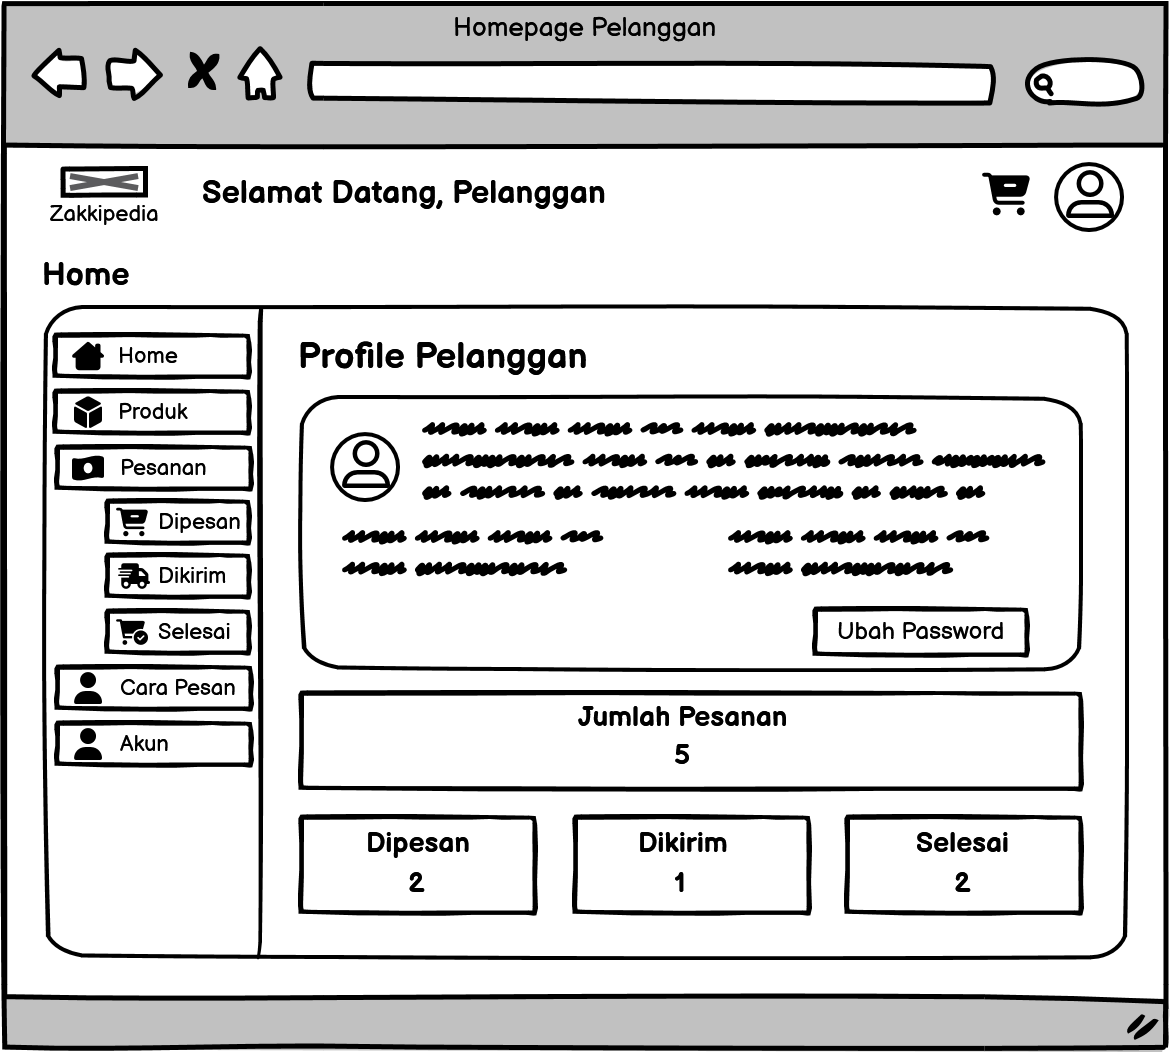 Homepage Pelanggan
Zakkipedia
Selamat Datang, Pelanggan
Home
Home
Produk
Pesanan
Dipesan
Dikirim
Selesai
Cara Pesan
Akun
Profile Pelanggan
Ubah Password
Jumlah Pesanan
5
Dipesan
2
Dikirim
1
Selesai
2